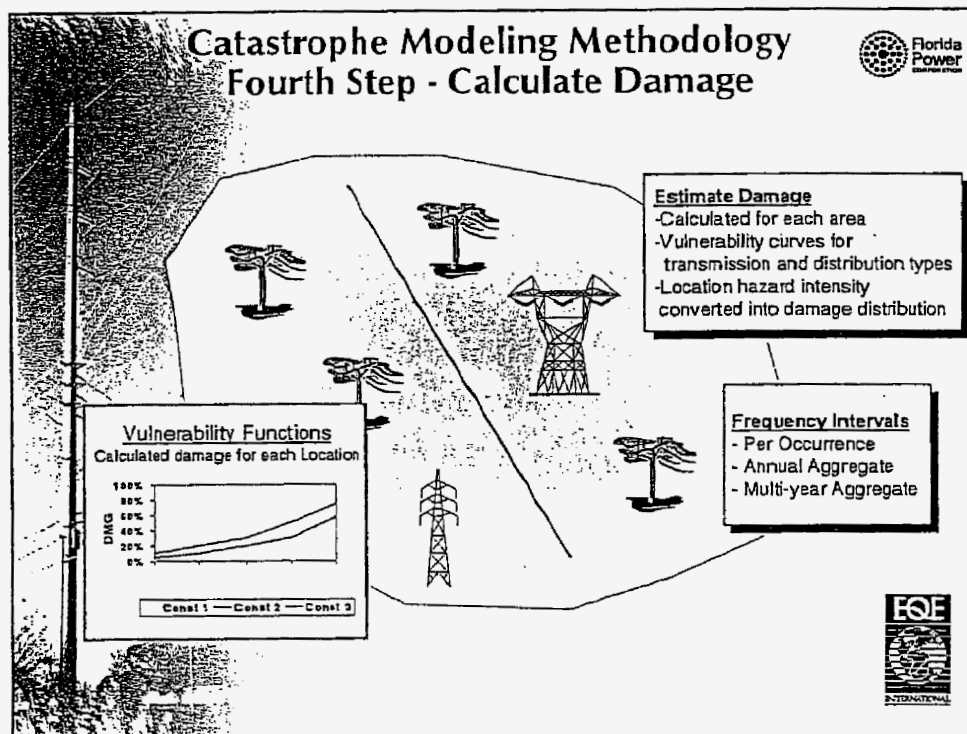 Catastrophe Modeling Methodology
Fourth Step - Calculate Damage
Florida
Power
CORPORATION
Estimate Damage
-Calculated for each area
-Vulnerability curves for
transmission and distribution types
-Location hazard intensity
converted into damage distribution
Frequency Intervals
- Per Occurrence
- Annual Aggregate
- Multi-year Aggregate
Vulnerability Functions
Calculated damage for each Location
DMG
100%
80%
60%
40%
20%
0%
Const 1 Const 2 Const 3
EQE
INTERNATIONAL